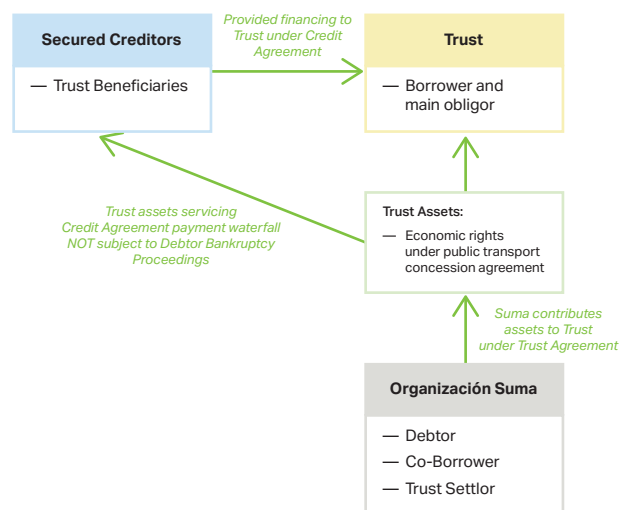 Provided financing to
Trust under Credit
Agreement
Secured Creditors
— Trust Beneficiaries
Trust
— Borrower and
main obligor
Trust assets servicing
Credit Agreement payment waterfall
NOT subject to Debtor Bankruptcy
Proceedings
Trust Assets:
— Economic rights
under public transport
concession agreement
Suma contributes
assets to Trust
under Trust Agreement
Organización Suma
— Debtor
— Co-Borrower
— Trust Settlor